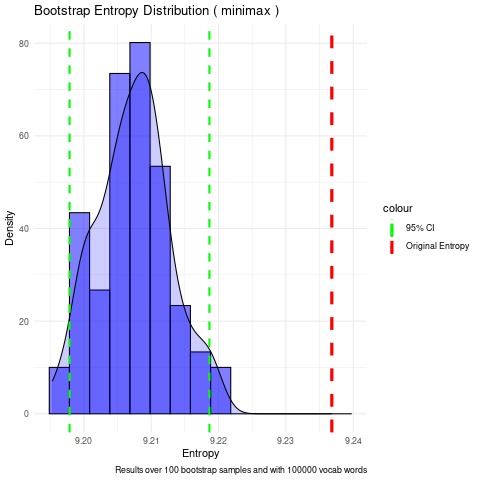 Bootstrap Entropy Distribution ( minimax )
80
60
40
20
0
Density
9.20 9.21 9.22 9.23 9.24
Entropy
colour
95% CI
Original Entropy
Results over 100 bootstrap samples and with 100000 vocab words